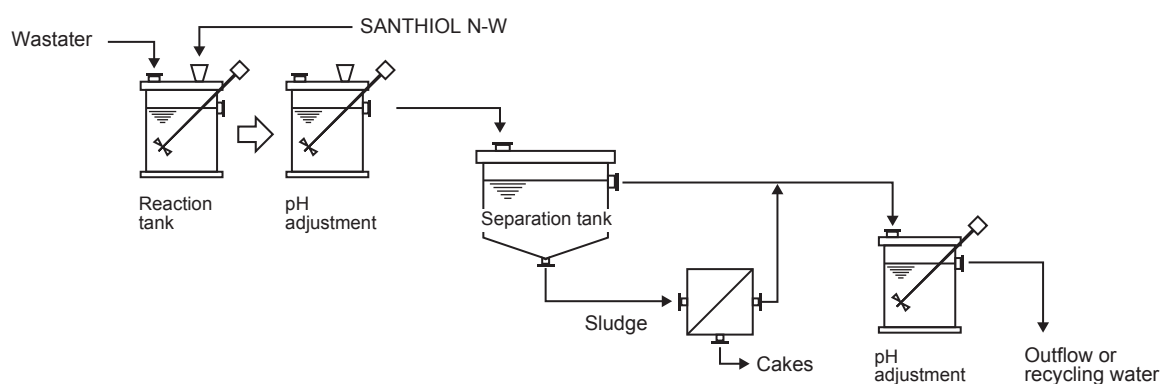 SANTHIOL N-W
Wastater
Reaction
tank
pH
adjustment
Separation tank
Sludge
Cakes
pH
adjustment
Outflow or
recycling water